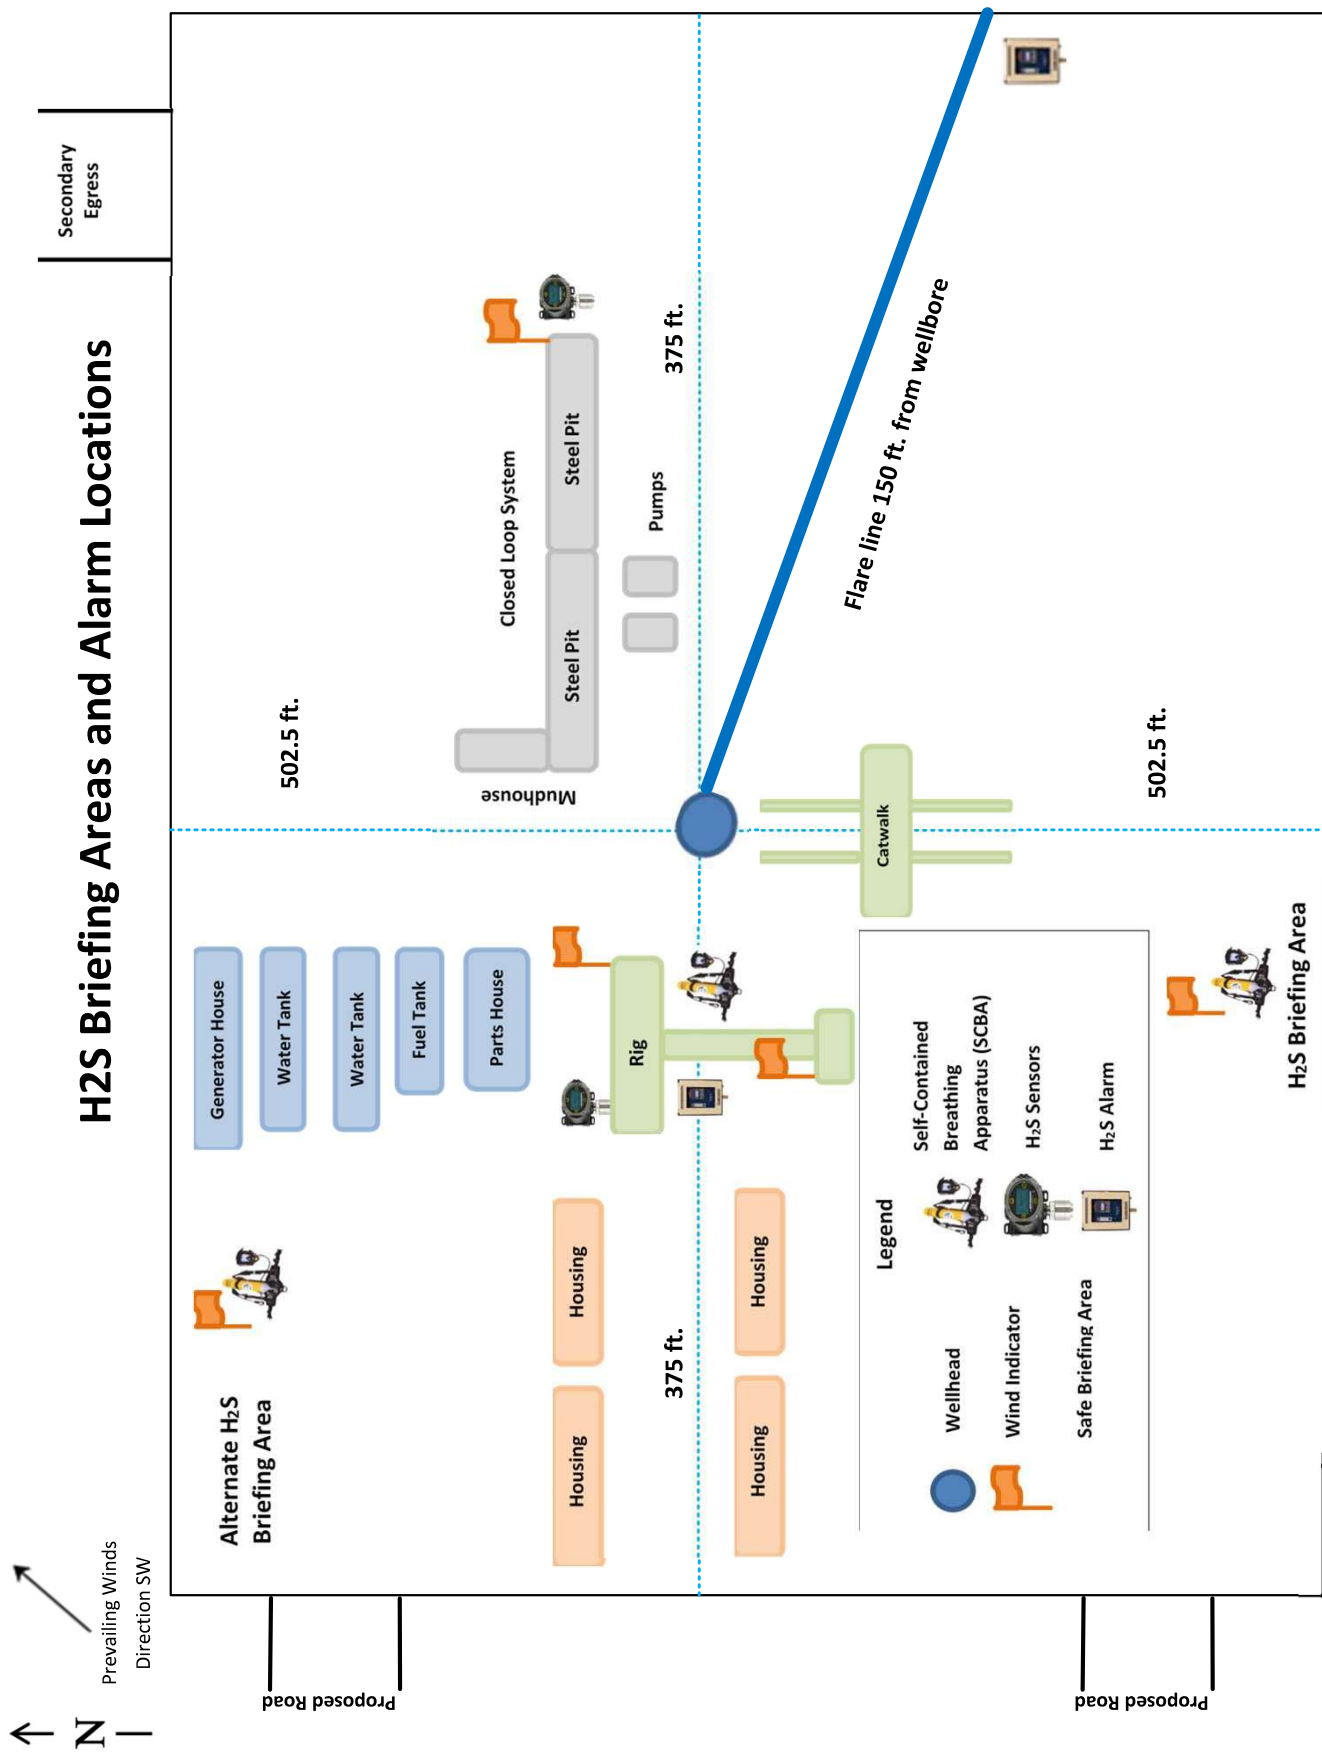 H2S Briefing Areas and Alarm Locations
N
Prevailing Winds
Direction SW
Secondary
Egress
Proposed Road
Proposed Road
Alternate H₂S
Briefing Area
Generator House
Water Tank
Water Tank
Fuel Tank
Parts House
502.5 ft.
Mudhouse
Closed Loop System
Steel Pit
Steel Pit
Pumps
375 ft.
Housing
Housing
Rig
375 ft.
Housing
Housing
Catwalk
Flare line 150 ft. from wellbore
502.5 ft.
Legend
Wellhead
Wind Indicator
Safe Briefing Area
Self-Contained
Breathing
Apparatus (SCBA)
H₂S Sensors
H₂S Alarm
H₂S Briefing Area